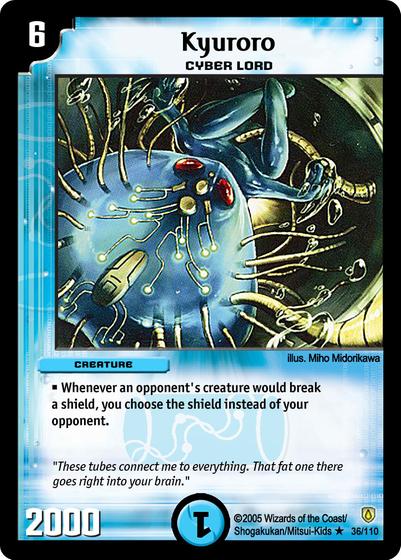 6
Kyuroro
CYBER LORD
illus. Miho Midorikawa
CREATURE
▪ Whenever an opponent's creature would break
a shield, you choose the shield instead of your
opponent.
"These tubes connect me to everything. That fat one there
goes right into your brain."
2000
©2005 Wizards of the Coast/
Shogakukan/Mitsui-Kids ★ 36/110